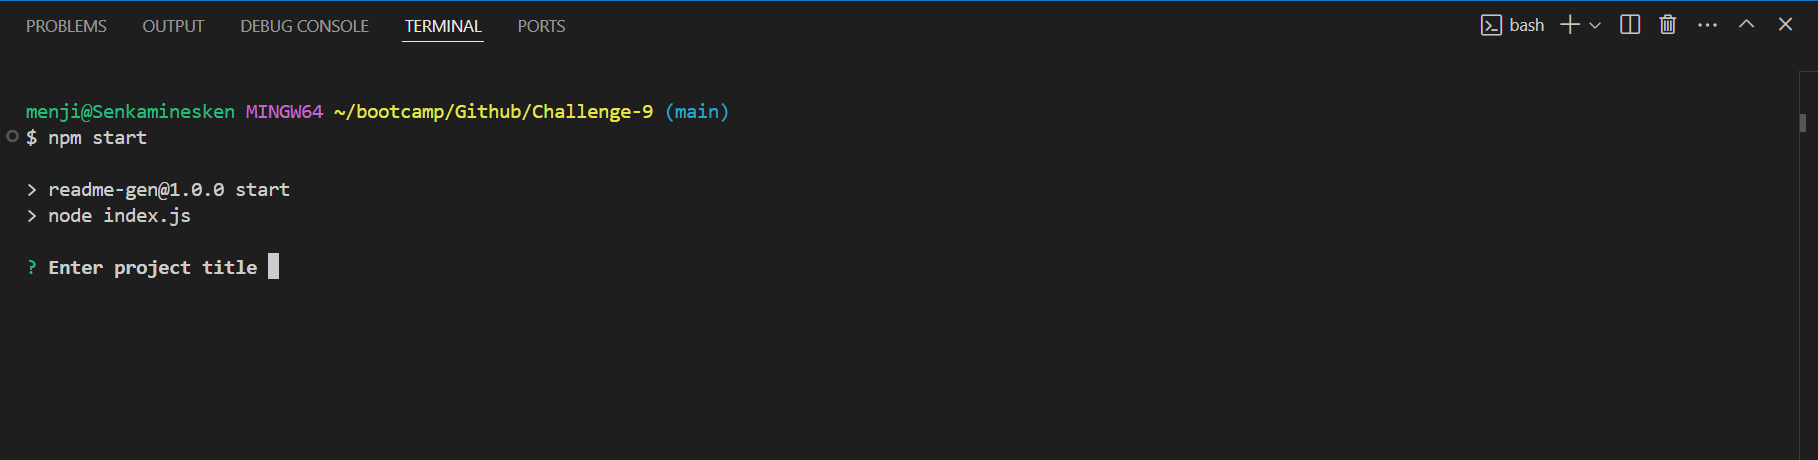 PROBLEMS OUTPUT DEBUG CONSOLE TERMINAL PORTS bash
menji@Senkaminesken MINGW64 ~/bootcamp/Github/Challenge-9 (main)
$ npm start
> readme-gen@1.0.0 start
> node index.js
? Enter project title